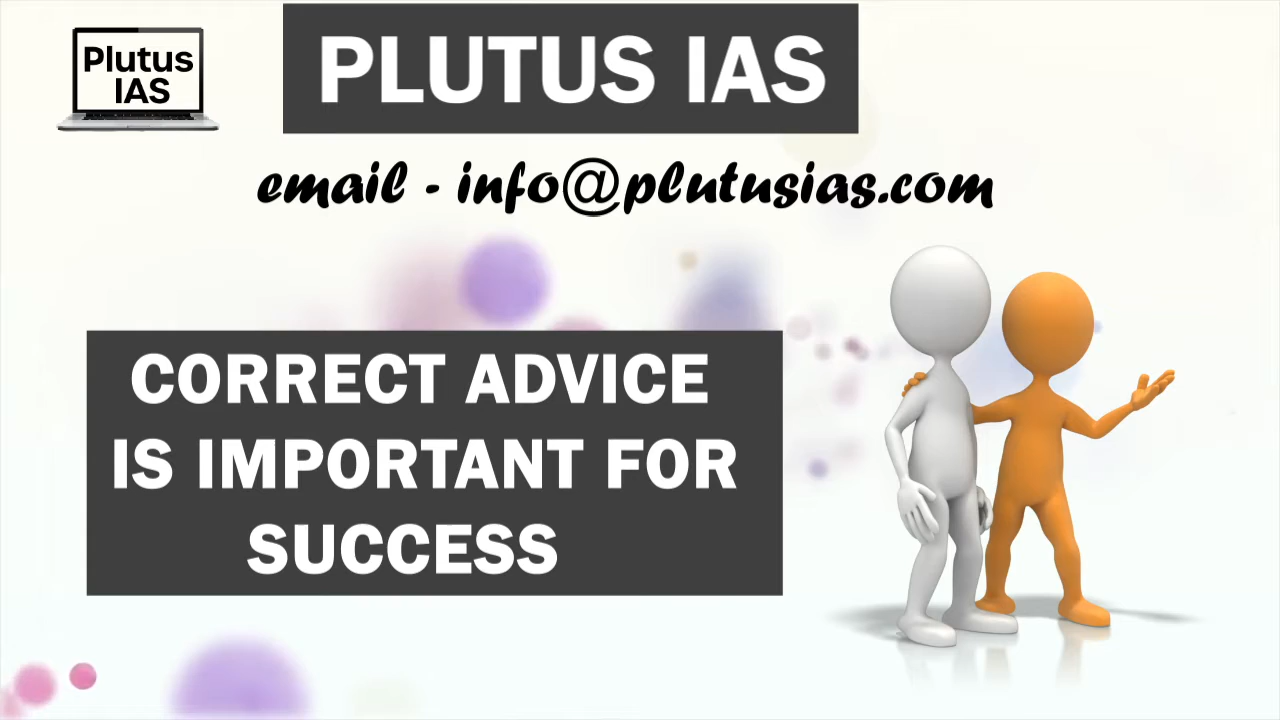 Plutus
IAS
PLUTUS IAS
email - info@plutusias.com
CORRECT ADVICE
IS IMPORTANT FOR
SUCCESS